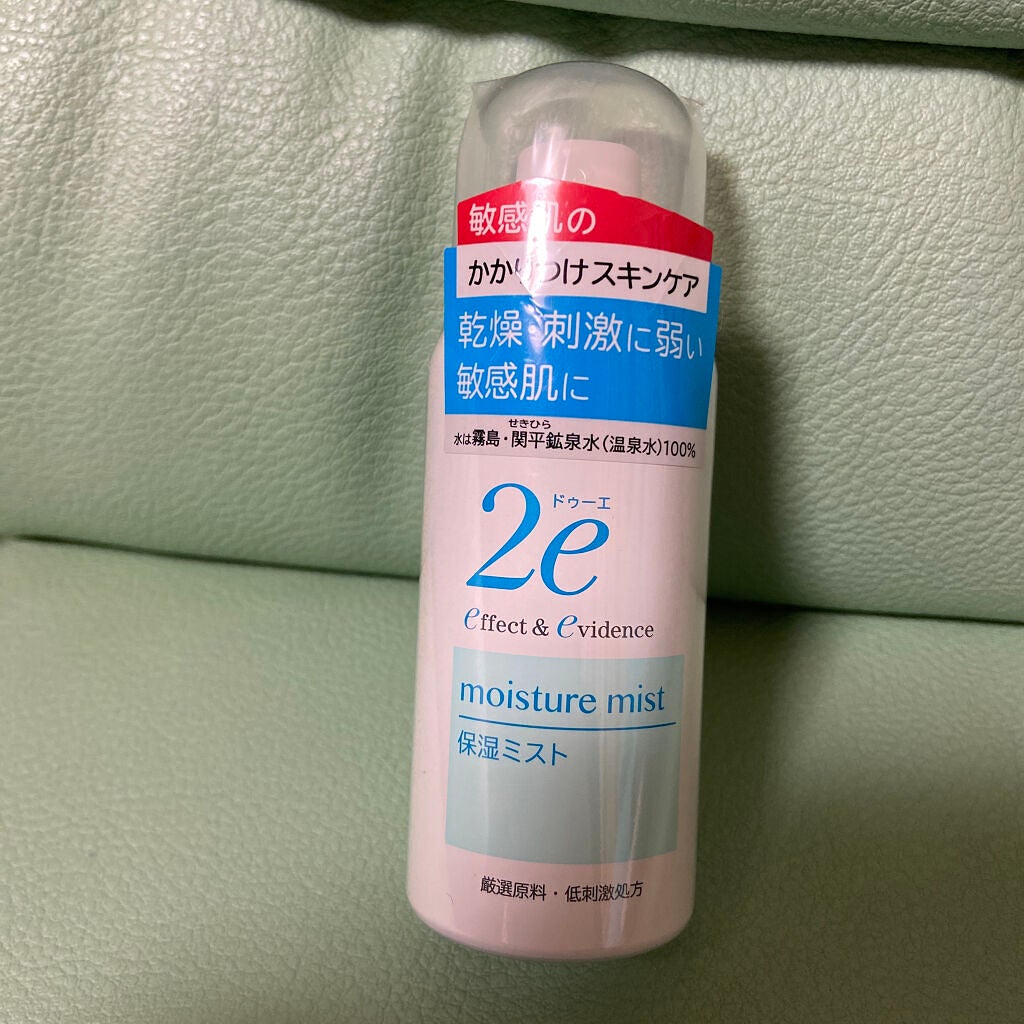 敏感肌の
かかりつけスキンケア
乾燥・刺激に弱い
敏感肌に
せきひら
水は霧島・関平鉱泉水(温泉水)100%
ドゥーエ
2e
effect & evidence
moisture mist
保湿ミスト
厳選原料・低刺激処方